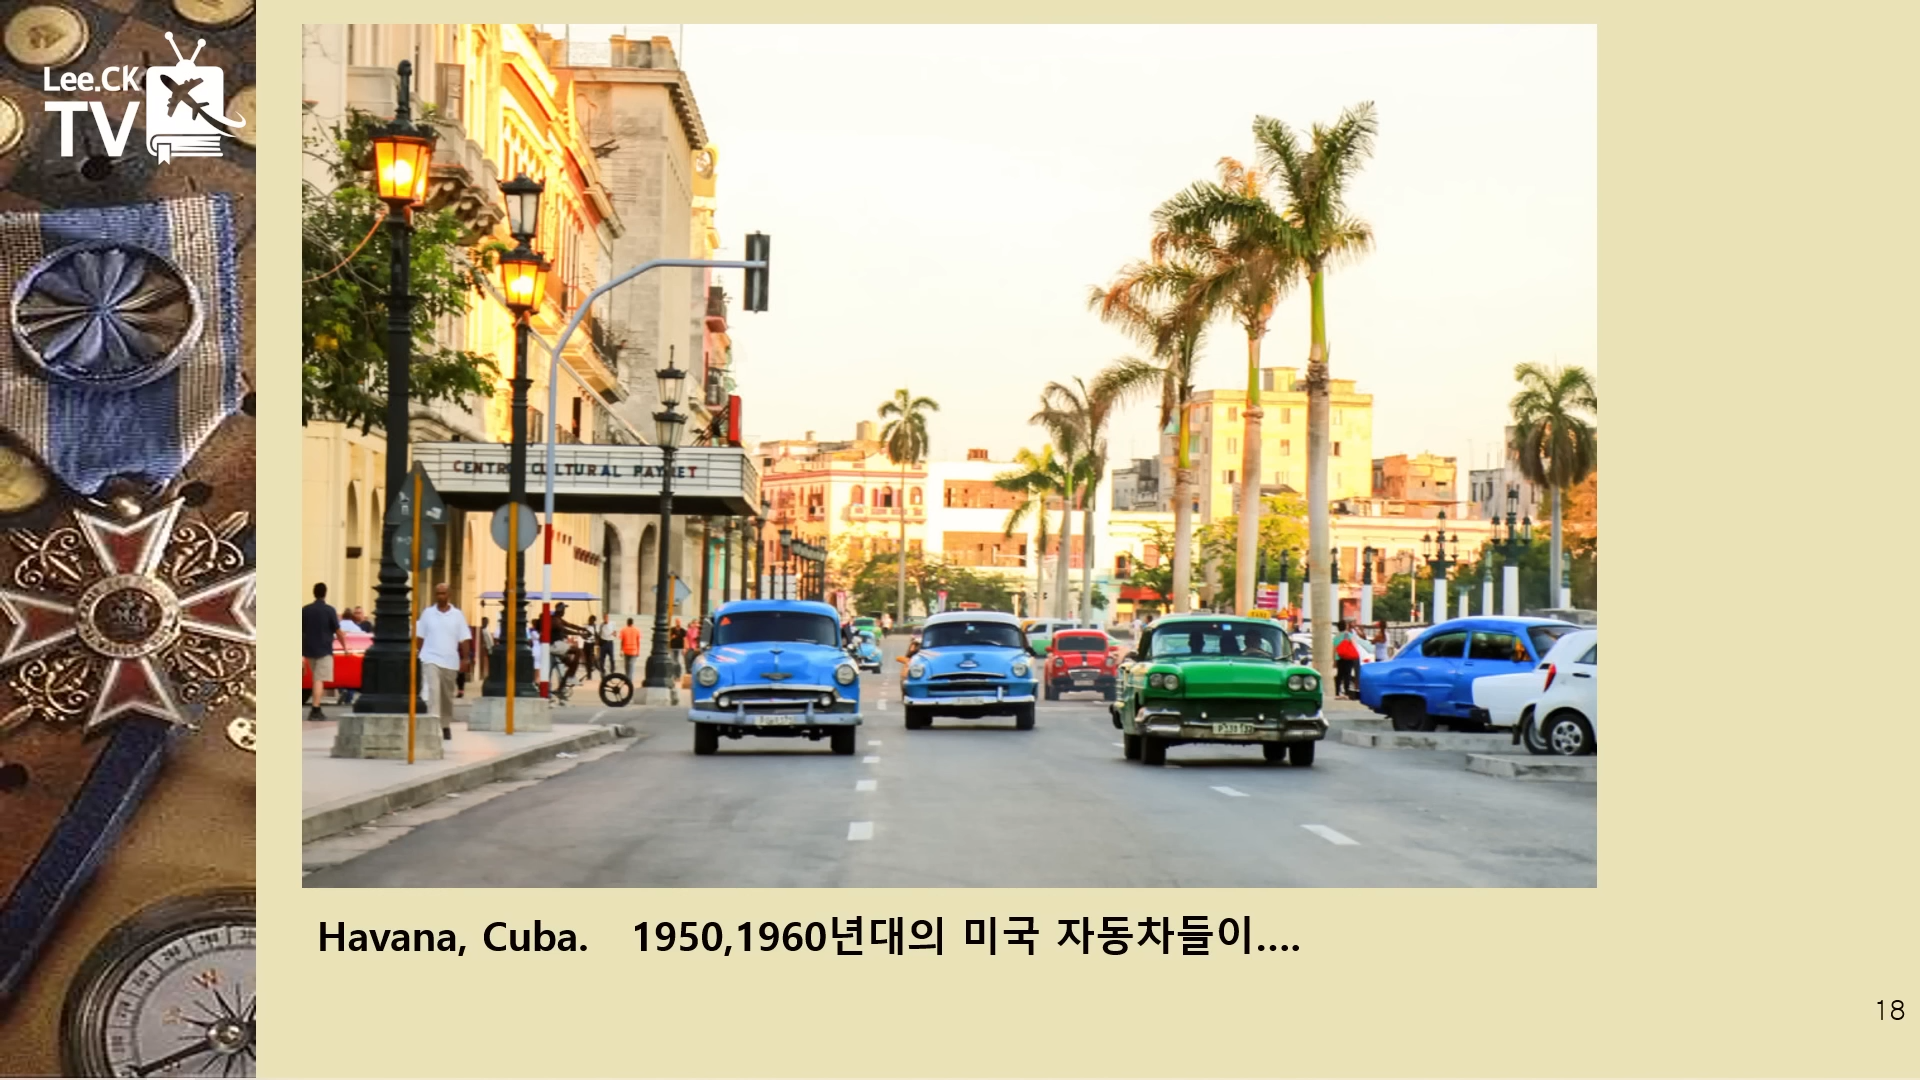 Lee.CK
TV
CENTRO CULTURAL PAYRET
Havana, Cuba. 1950,1960년대의 미국 자동차들이....
18